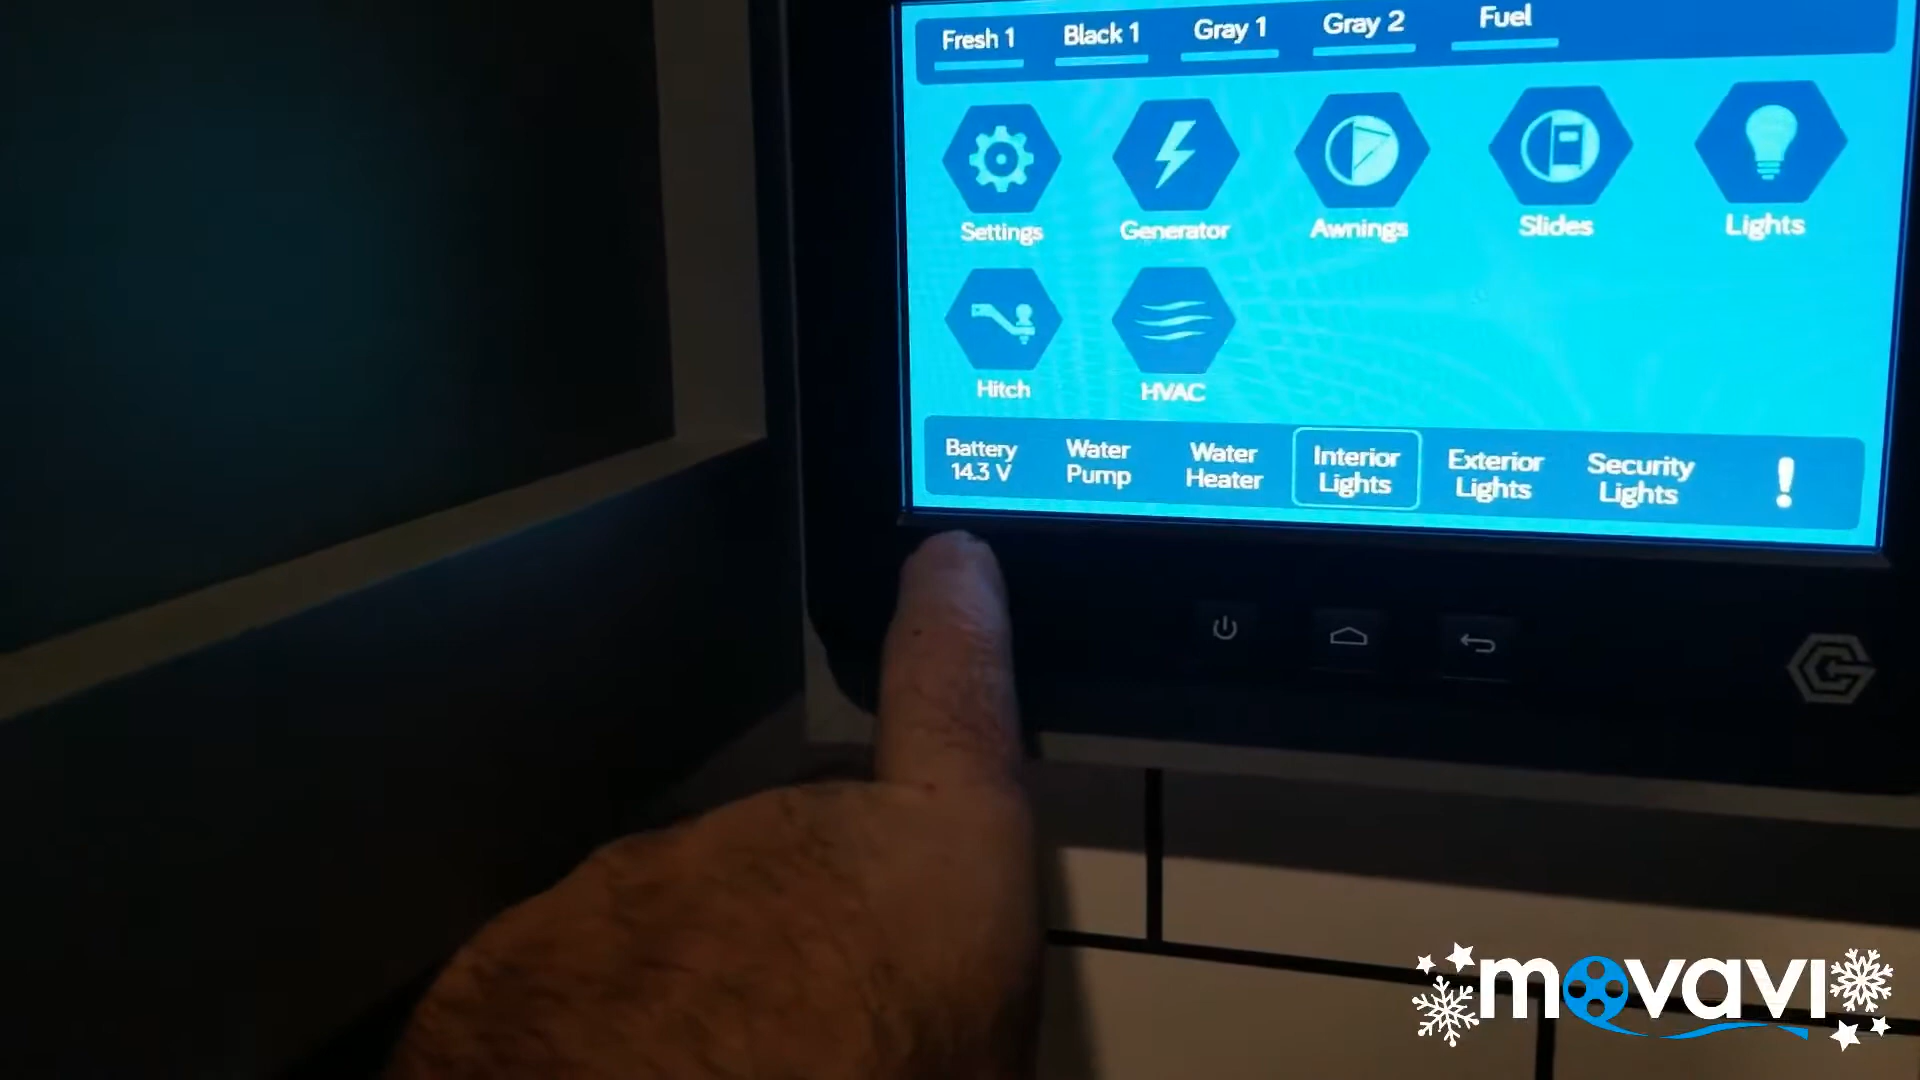 Fresh 1
Black 1
Gray 1
Gray 2
Fuel
Settings
Generator
Awnings
Slides
Lights
Hitch
HVAC
Battery
14.3 V
Water
Pump
Water
Heater
Interior
Lights
Exterior
Lights
Security
Lights
!
movavi